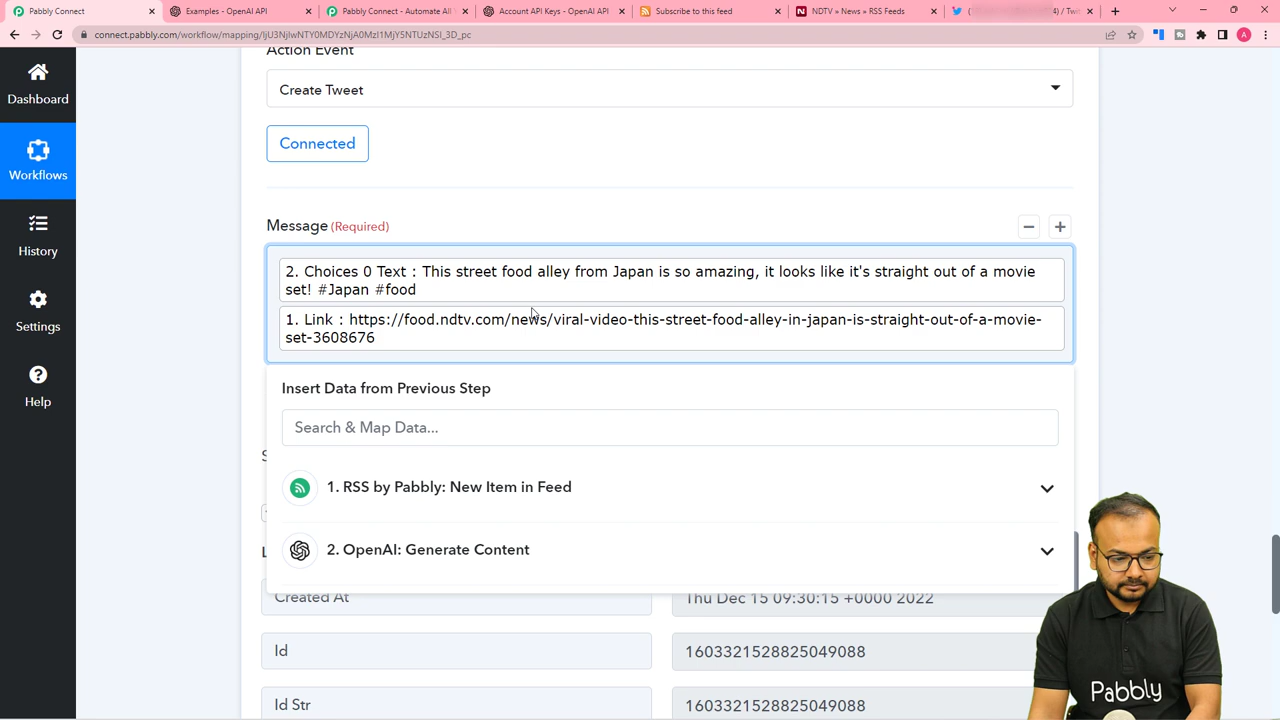 Pabbly Connect
Examples - OpenAI API
Pabbly Connect - Automate All
Account API Keys - OpenAI API
Subscribe to this feed
NDTV » News » RSS Feeds
4) / Twit
connect.pabbly.com/workflow/mapping/
A
Dashboard
Workflows
History
Settings
Help
Action Event
Create Tweet
Connected
Message (Required)
2. Choices 0 Text : This street food alley from Japan is so amazing, it looks like it's straight out of a movie
set! #Japan #food
1. Link : https://food.ndtv.com/news/viral-video-this-street-food-alley-in-japan-is-straight-out-of-a-movie-
set-3608676
Insert Data from Previous Step
Search & Map Data...
1. RSS by Pabbly: New Item in Feed
2. OpenAI: Generate Content
Created At
Thu Dec 15 09:30:15 +0000 2022
Id
1603321528825049088
Id Str
1603321528825049088
Pabbly